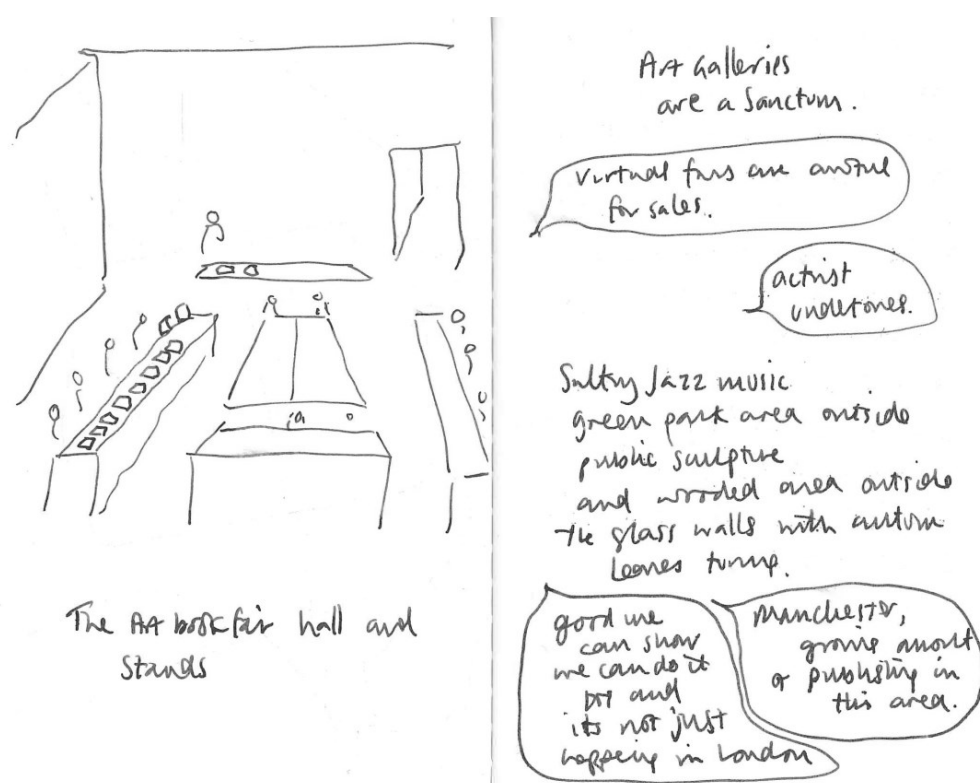 The Art book fair hall and
stands
Art Galleries
are a Sanctum.
Virtual fairs are awful
for sales.
activist
undertones.
Sultry Jazz music
green park area outside
public sculpture
and wooded area outside
the glass walls with autumn
leaves turning.
good we
can show
we can do it
and
its not just
happening in London
Manchester,
growing amount
of publishing in
this area.